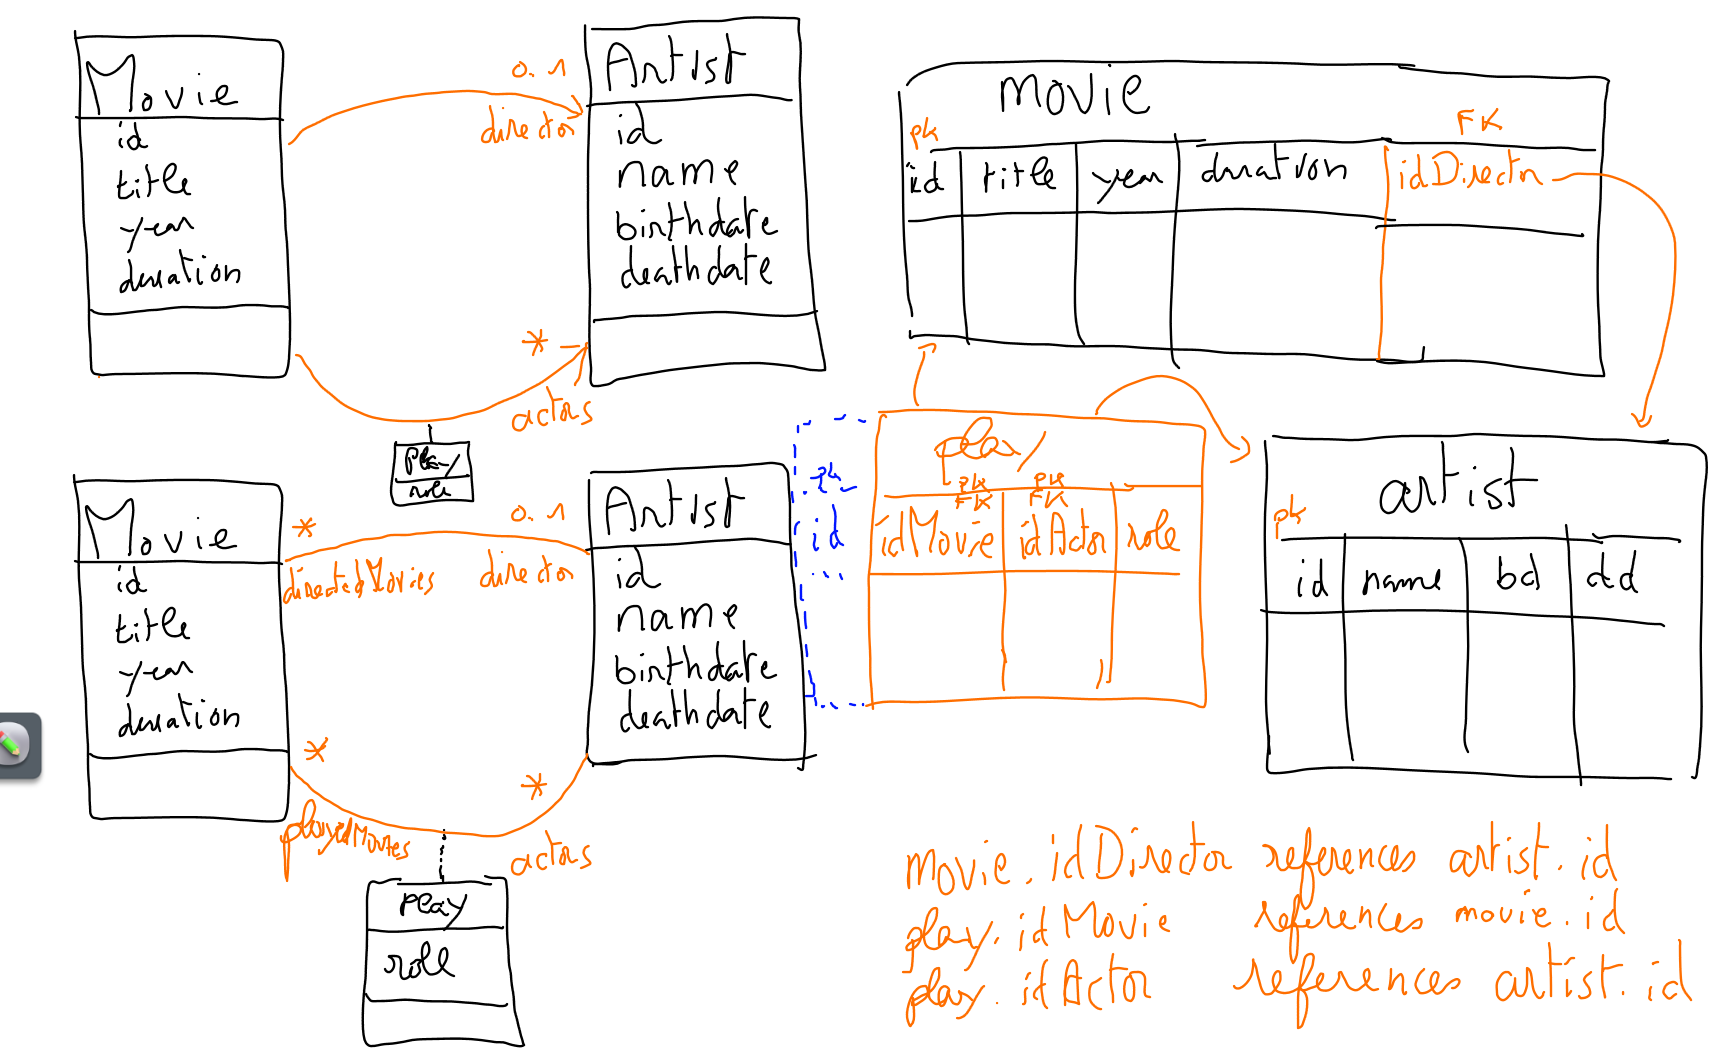 Movie
id
title
year
duration
0..1
director
*
actors
Artist
id
name
birthdate
deathdate
play
role
Movie
id
title
year
duration
*
directedMovies
0..1
director
*
playedMovies
*
actors
Artist
id
name
birthdate
deathdate
play
role
movie
pk FK
id title year duration idDirector
play
pk
id
PK PK
FK FK
idMovie idActor role
artist
pk
id name bd dd
movie.idDirector references artist.id
play.idMovie references movie.id
play.idActor references artist.id